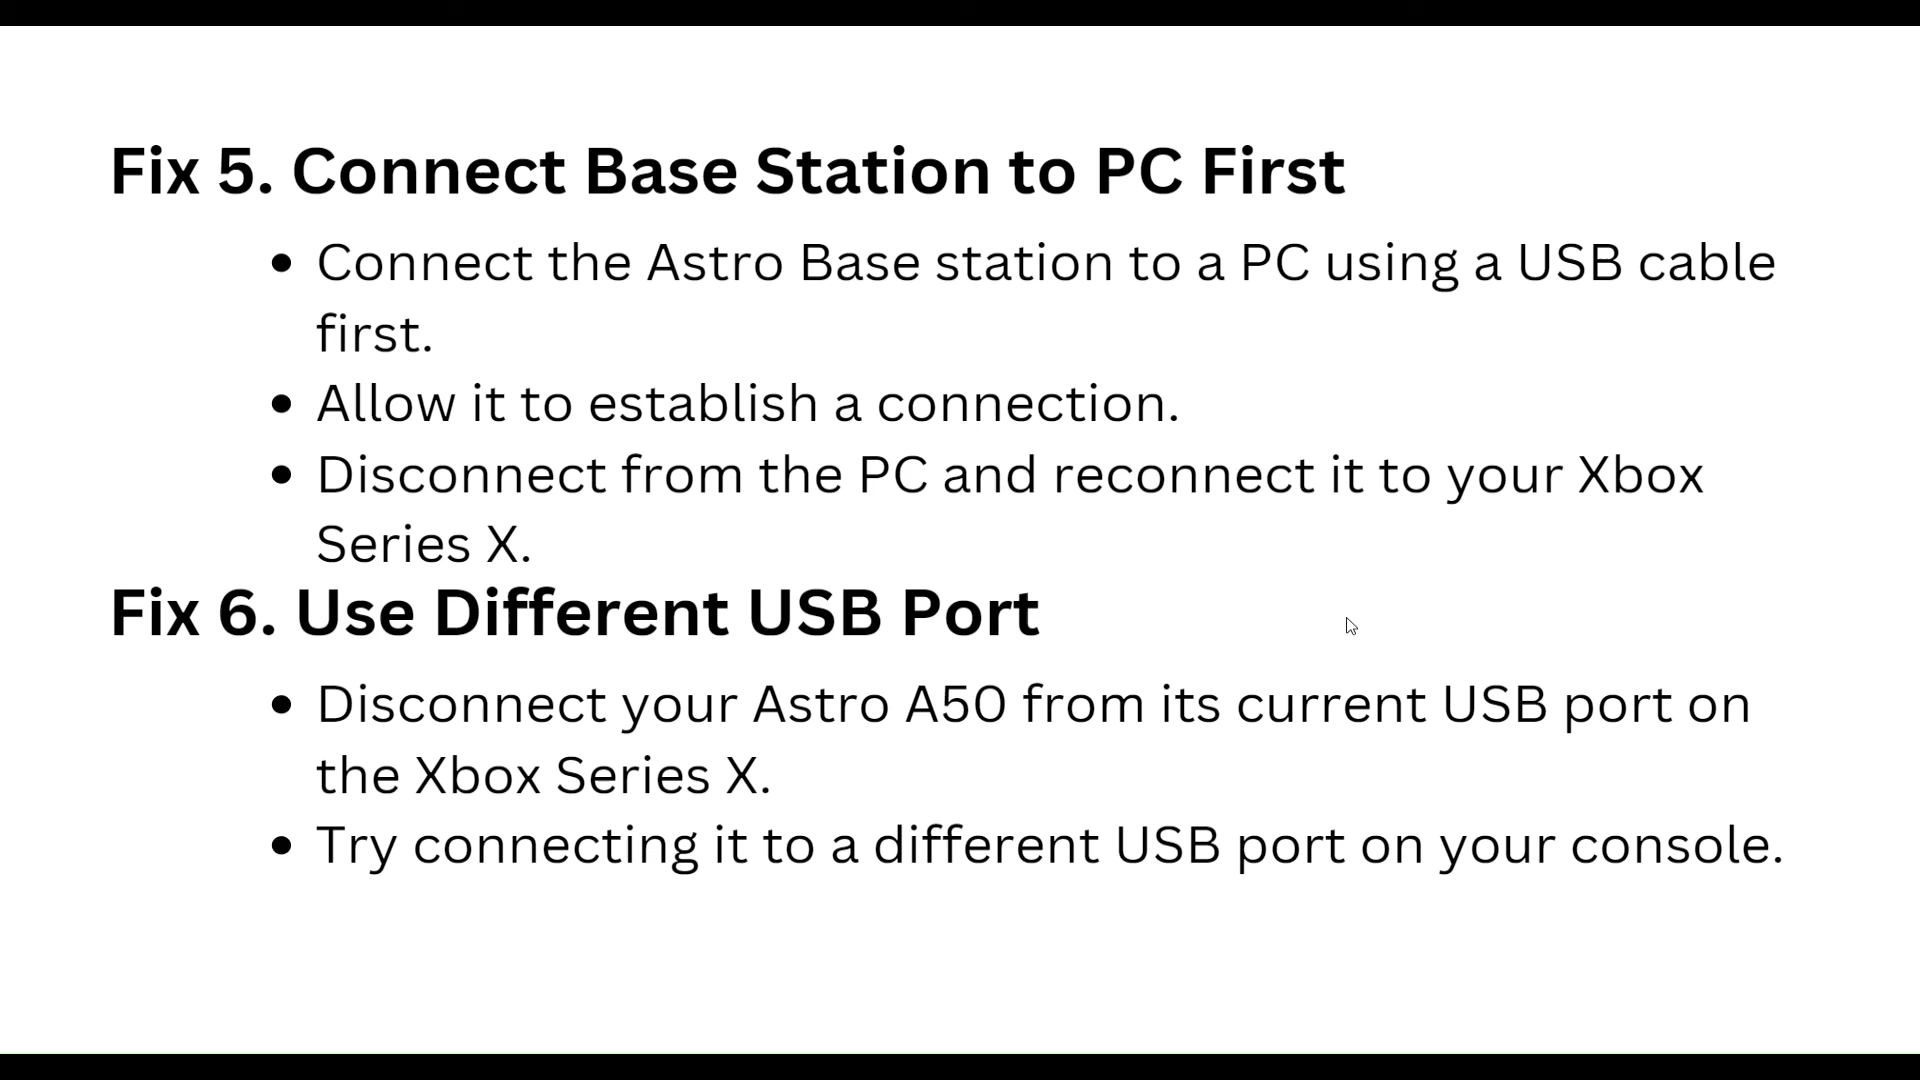 Fix 5. Connect Base Station to PC First
• Connect the Astro Base station to a PC using a USB cable
first.
• Allow it to establish a connection.
• Disconnect from the PC and reconnect it to your Xbox
Series X.
Fix 6. Use Different USB Port
• Disconnect your Astro A50 from its current USB port on
the Xbox Series X.
• Try connecting it to a different USB port on your console.